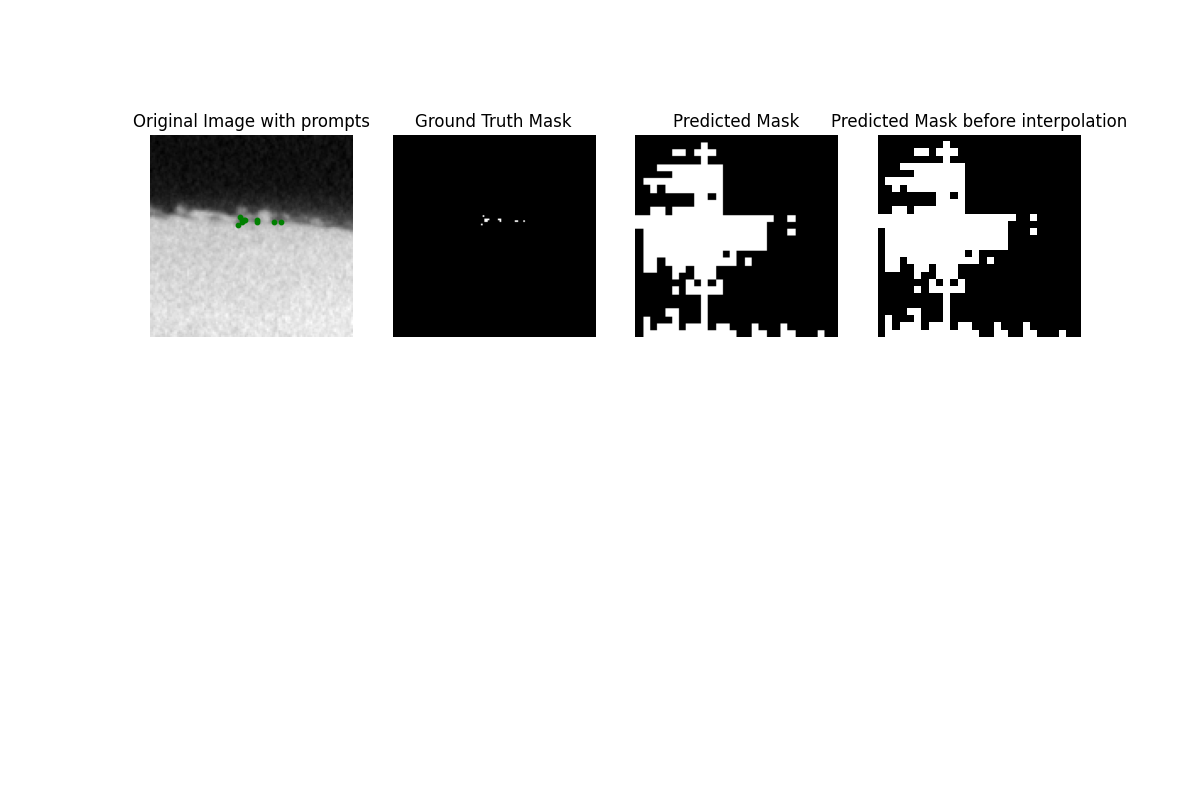 Original Image with prompts
Ground Truth Mask
Predicted Mask
Predicted Mask before interpolation